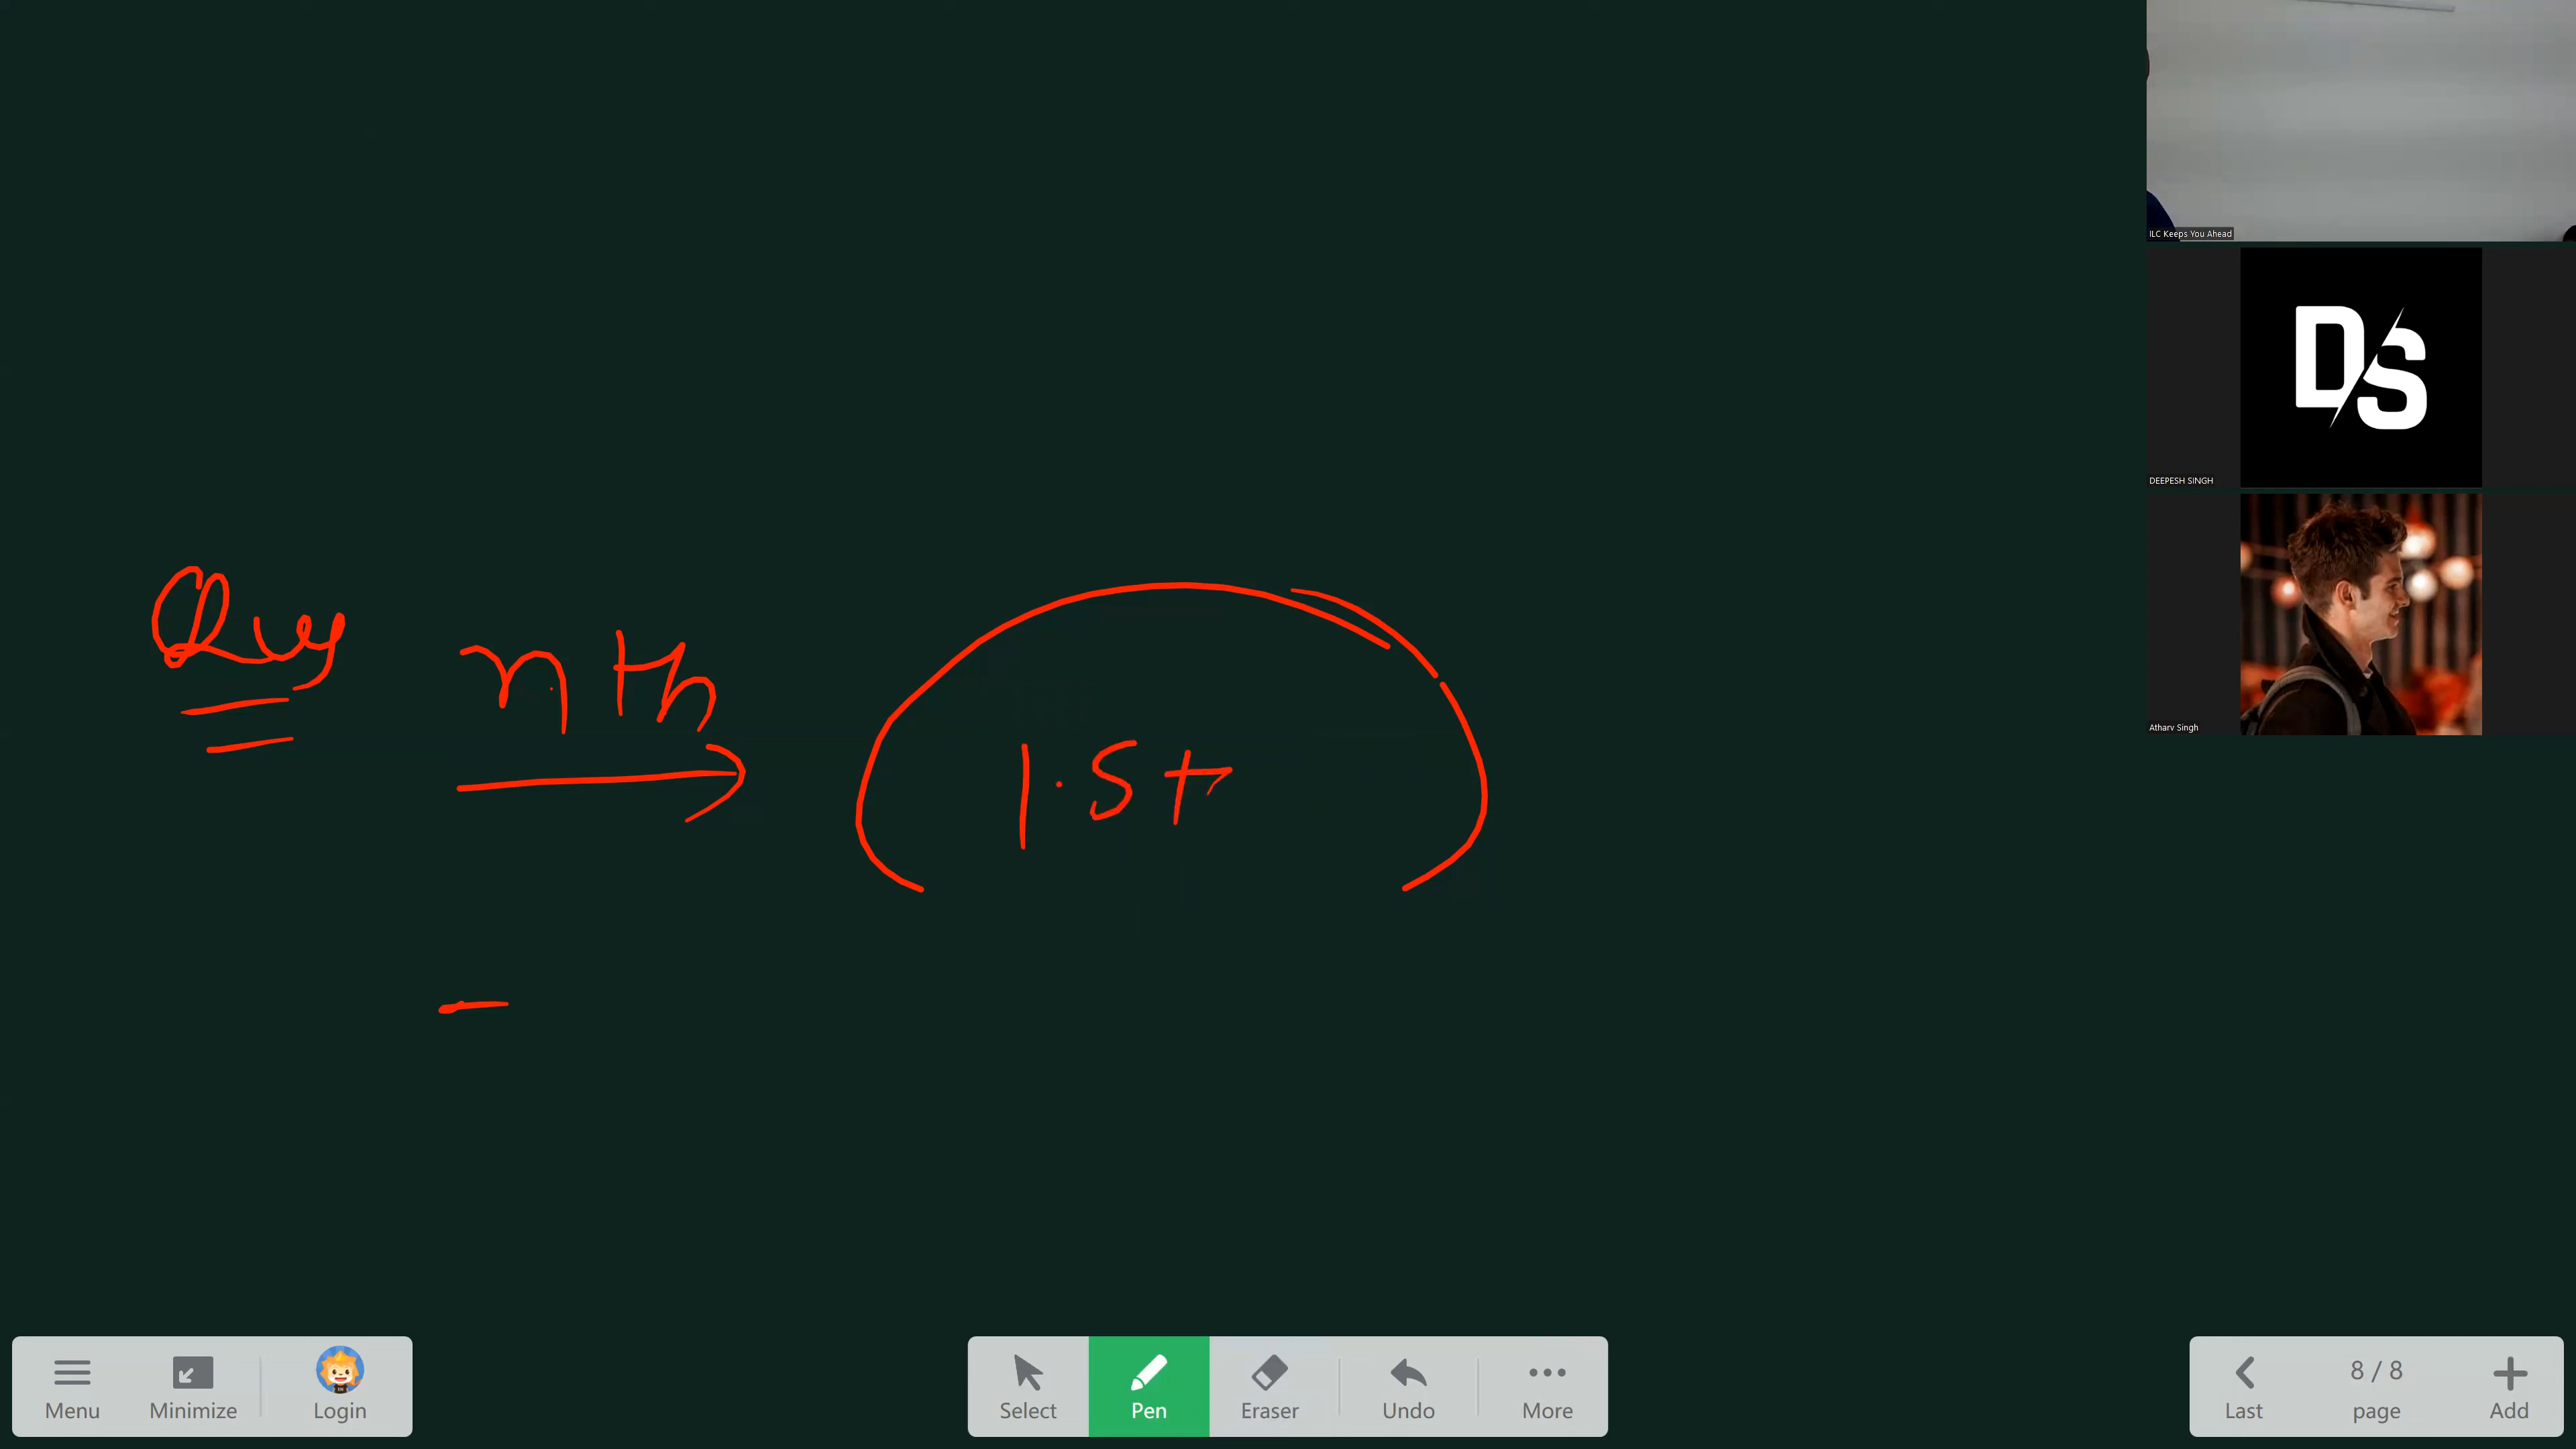 ILC Keeps You Ahead
DS
DEEPESH SINGH
Atharv Singh
Ques
nth
1.5+
Menu
Minimize
Login
Select
Pen
Eraser
Undo
More
Last
8 / 8
page
Add